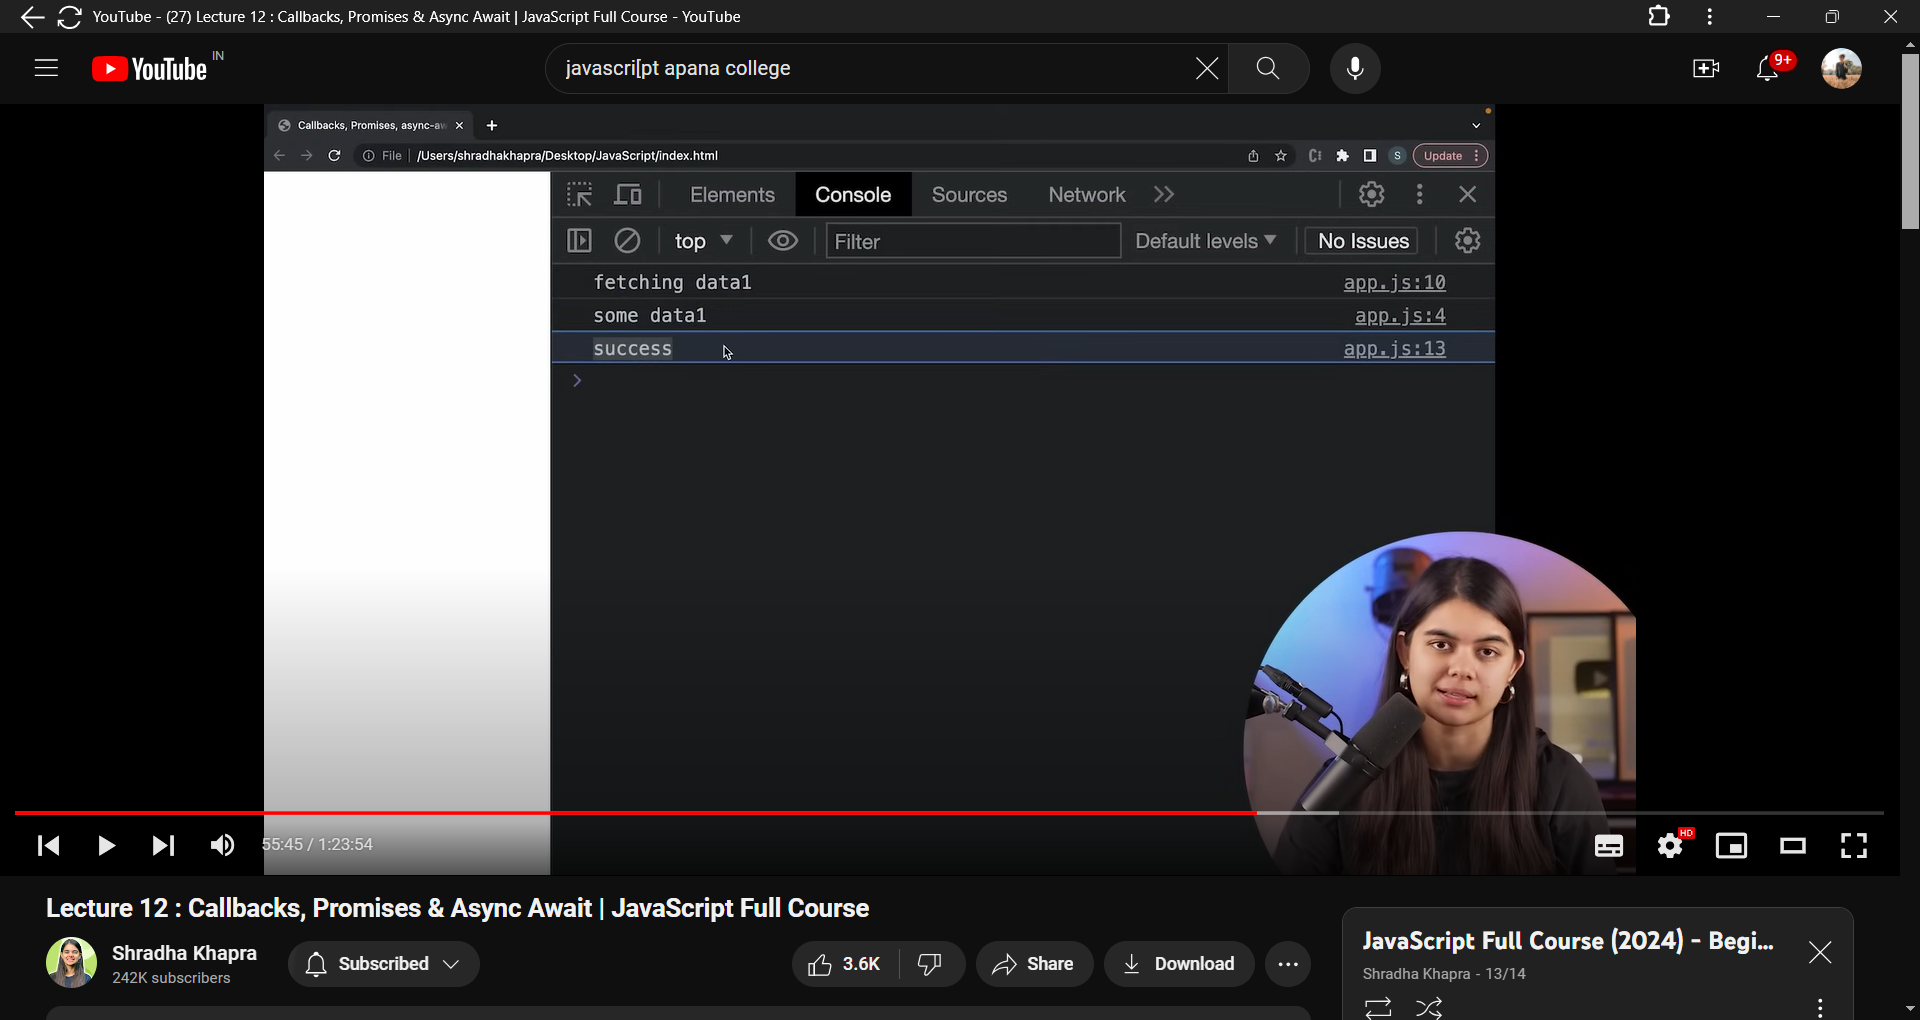 YouTube - (27) Lecture 12 : Callbacks, Promises & Async Await | JavaScript Full Course - YouTube
YouTube IN
javascri[pt apana college
9+
Callbacks, Promises, async-aw
File /Users/shradhakhapra/Desktop/JavaScript/index.html
S Update
Elements Console Sources Network
top Filter Default levels No Issues
fetching data1 app.js:10
some data1 app.js:4
success app.js:13
55:45 / 1:23:54
HD
Lecture 12 : Callbacks, Promises & Async Await | JavaScript Full Course
Shradha Khapra
242K subscribers
Subscribed
3.6K
Share
Download
JavaScript Full Course (2024) - Begi...
Shradha Khapra - 13/14